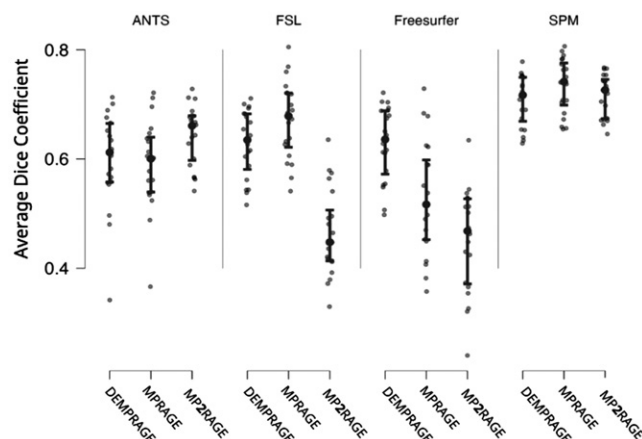 ANTS FSL Freesurfer SPM
Average Dice Coefficient
0.8
0.6
0.4
DEMPRAGE MPRAGE MP2RAGE DEMPRAGE MPRAGE MP2RAGE DEMPRAGE MPRAGE MP2RAGE DEMPRAGE MPRAGE MP2RAGE